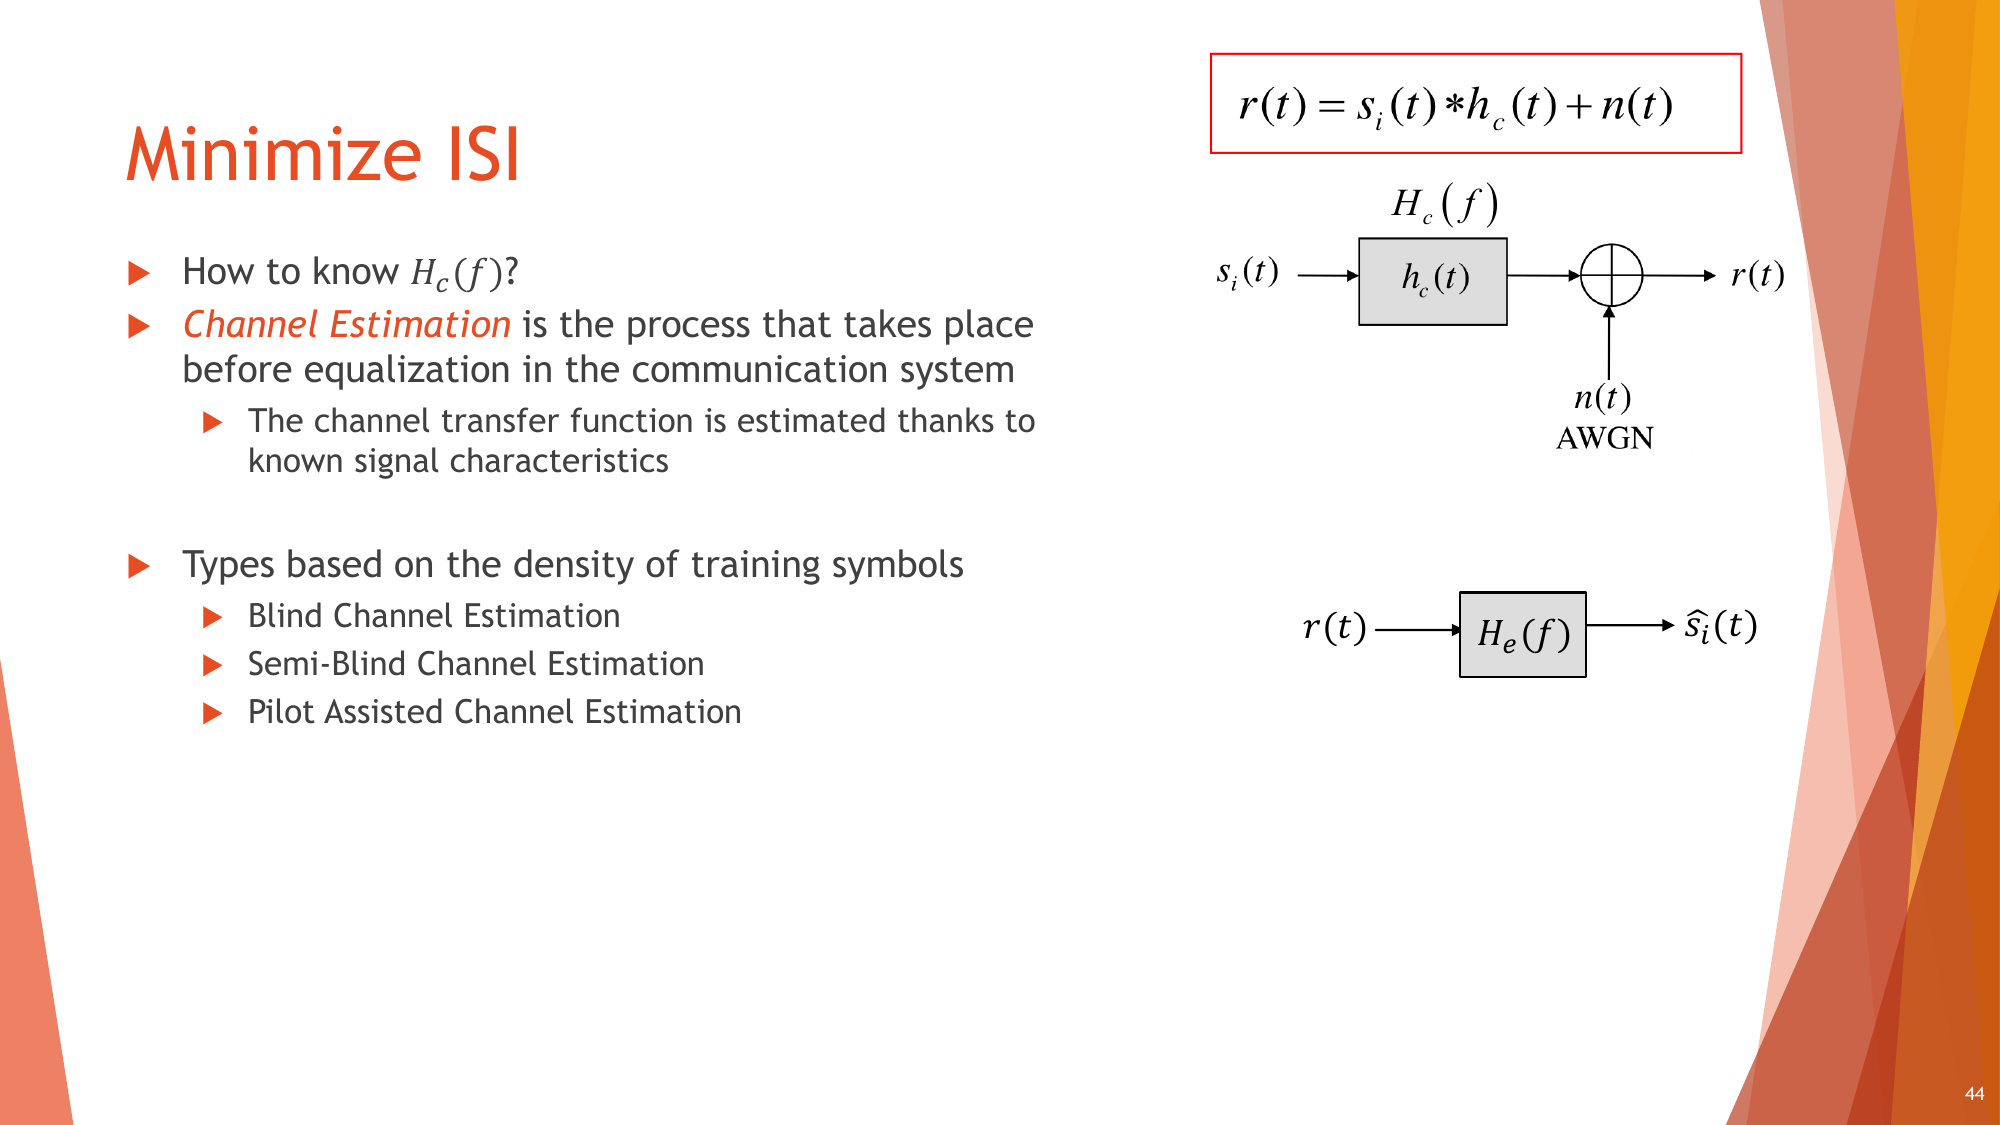 Minimize ISI
How to know H_c(f)?
Channel Estimation is the process that takes place
before equalization in the communication system
The channel transfer function is estimated thanks to
known signal characteristics
Types based on the density of training symbols
Blind Channel Estimation
Semi-Blind Channel Estimation
Pilot Assisted Channel Estimation
r(t) = s_i(t) * h_c(t) + n(t)
H_c(f)
s_i(t)
h_c(t)
r(t)
n(t)
AWGN
r(t)
H_e(f)
ŝ_i(t)
44